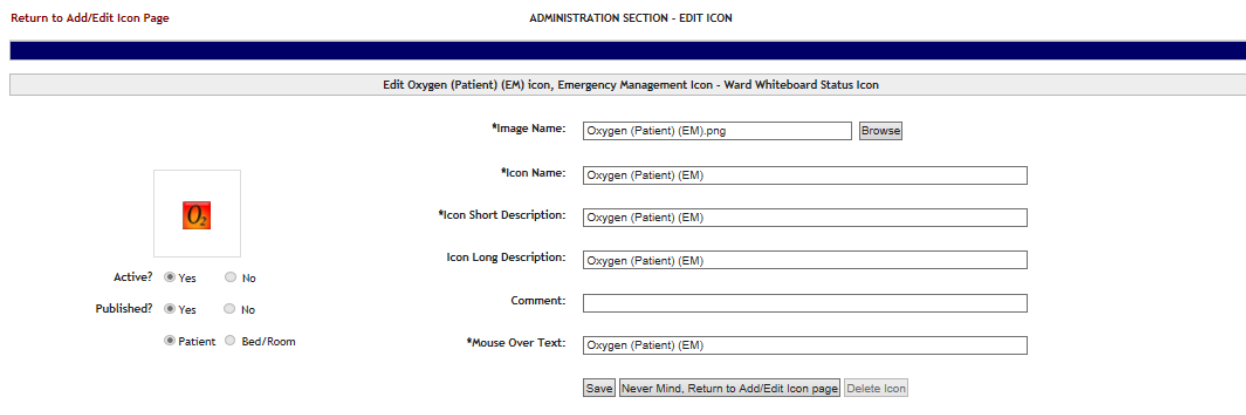 Return to Add/Edit Icon Page ADMINISTRATION SECTION - EDIT ICON
Edit Oxygen (Patient) (EM) icon, Emergency Management Icon - Ward Whiteboard Status Icon
*Image Name: Oxygen (Patient) (EM).png Browse
*Icon Name: Oxygen (Patient) (EM)
O2
*Icon Short Description: Oxygen (Patient) (EM)
Icon Long Description: Oxygen (Patient) (EM)
Active? Yes No
Comment:
Published? Yes No
Patient Bed/Room
*Mouse Over Text: Oxygen (Patient) (EM)
Save Never Mind, Return to Add/Edit Icon page Delete Icon